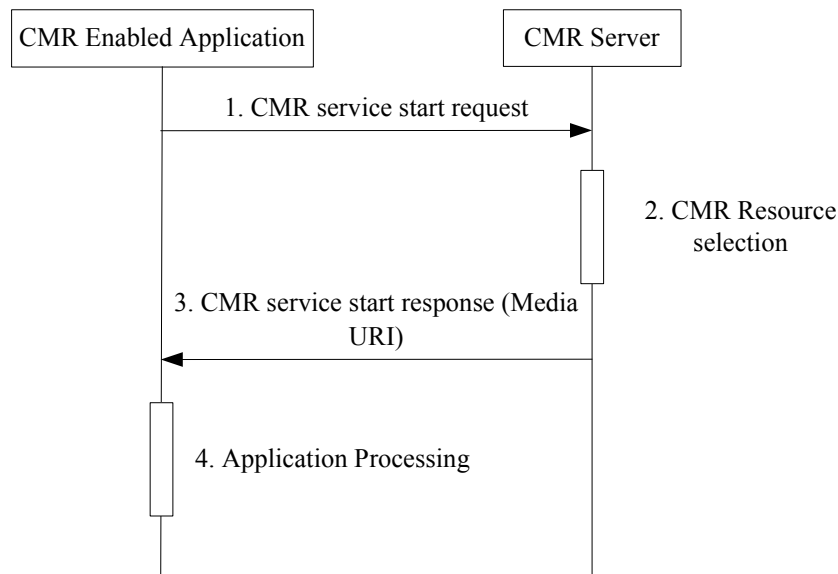 CMR Enabled Application
CMR Server
1. CMR service start request
2. CMR Resource
selection
3. CMR service start response (Media
URI)
4. Application Processing